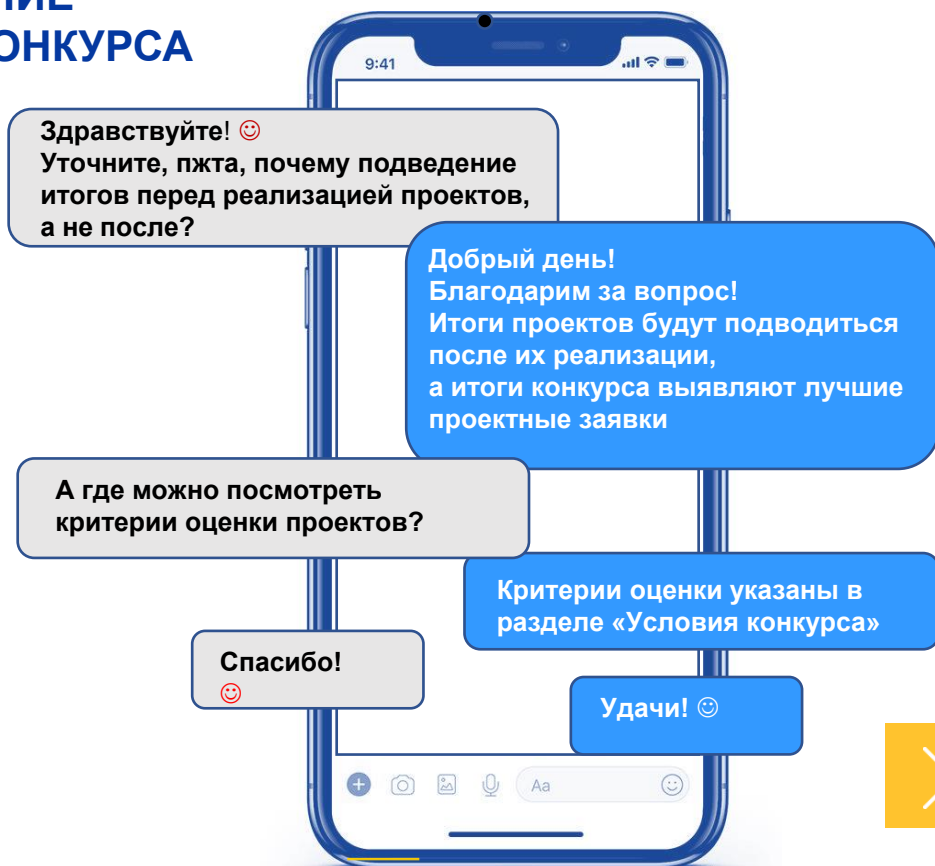 НИЕ
ОНКУРСА
9:41
Здравствуйте! ☺
Уточните, пжта, почему подведение
итогов перед реализацией проектов,
а не после?
Добрый день!
Благодарим за вопрос!
Итоги проектов будут подводиться
после их реализации,
а итоги конкурса выявляют лучшие
проектные заявки
А где можно посмотреть
критерии оценки проектов?
Критерии оценки указаны в
разделе «Условия конкурса»
Спасибо!
☺
Удачи! ☺
Aa